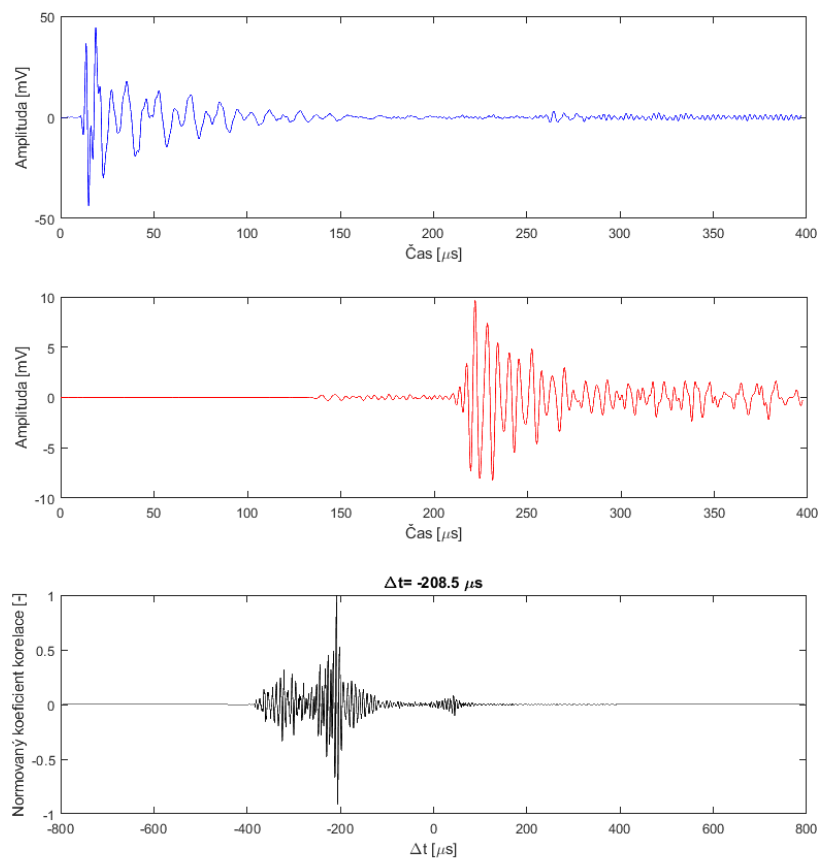 50
0
-50
Amplituda [mV]
0 50 100 150 200 250 300 350 400
Čas [μs]
10
5
0
-5
-10
Amplituda [mV]
0 50 100 150 200 250 300 350 400
Čas [μs]
Δt= -208.5 μs
1
0.5
0
-0.5
-1
Normovaný koeficient korelace [-]
-800 -600 -400 -200 0 200 400 600 800
Δt [μs]